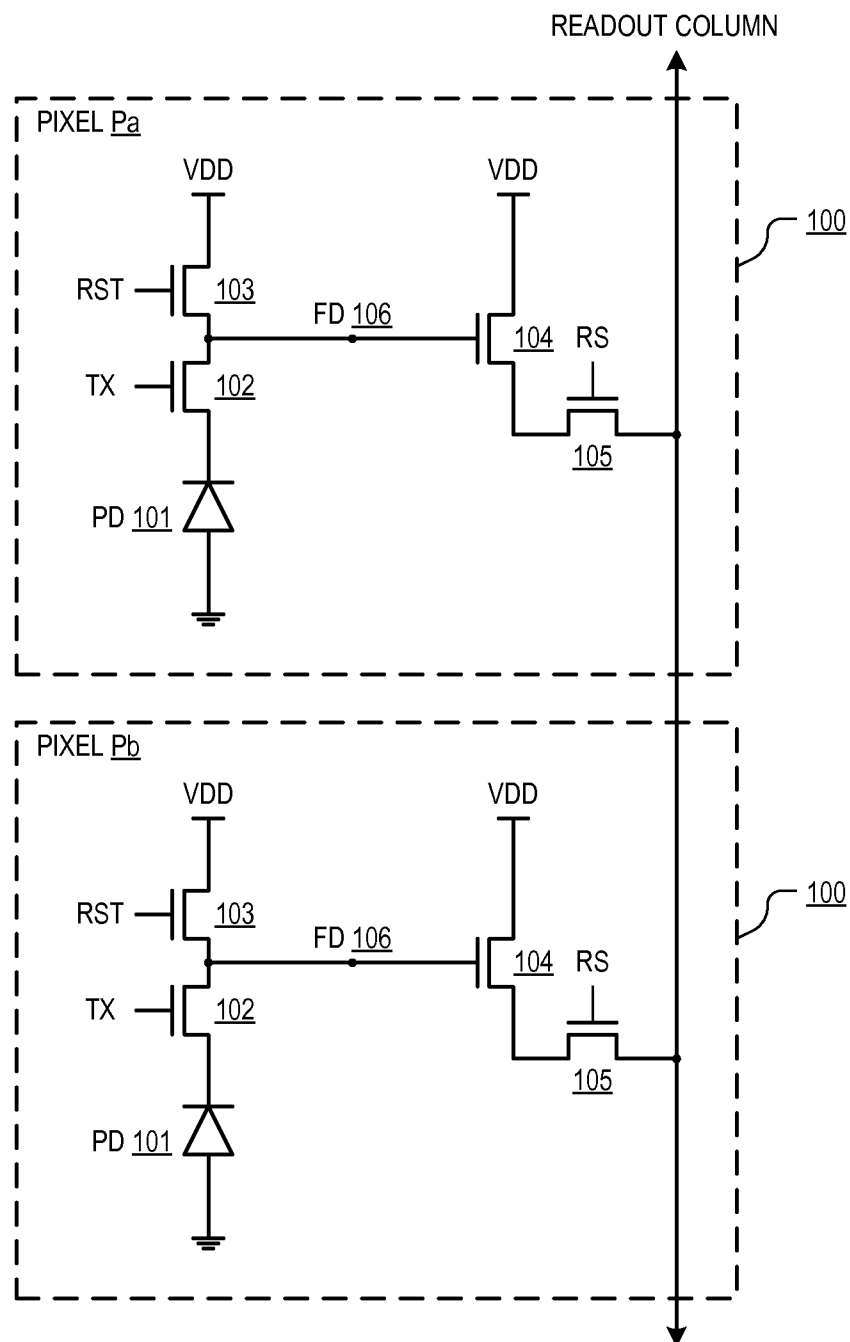 READOUT COLUMN
PIXEL Pa
VDD
VDD
100
RST
103
FD 106
104
RS
TX
102
105
PD 101
PIXEL Pb
VDD
VDD
100
RST
103
FD 106
104
RS
TX
102
105
PD 101